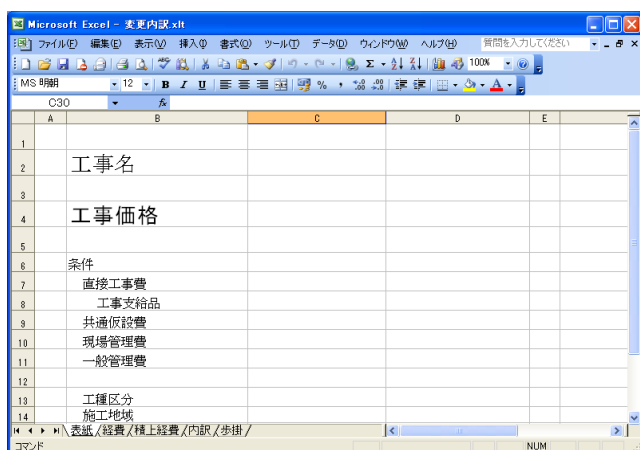 Microsoft Excel - 変更内訳.xlt
ファイル(F) 編集(E) 表示(V) 挿入(I) 書式(O) ツール(T) データ(D) ウィンドウ(W) ヘルプ(H) 質問を入力してください
100%
MS 明朝 12 B I U % ,
C30 fx
A B C D E
1
2 工事名
3
4 工事価格
5
6 条件
7 直接工事費
8 工事支給品
9 共通仮設費
10 現場管理費
11 一般管理費
12
13 工種区分
14 施工地域
表紙/経費/積上経費/内訳/歩掛/
コマンド NUM